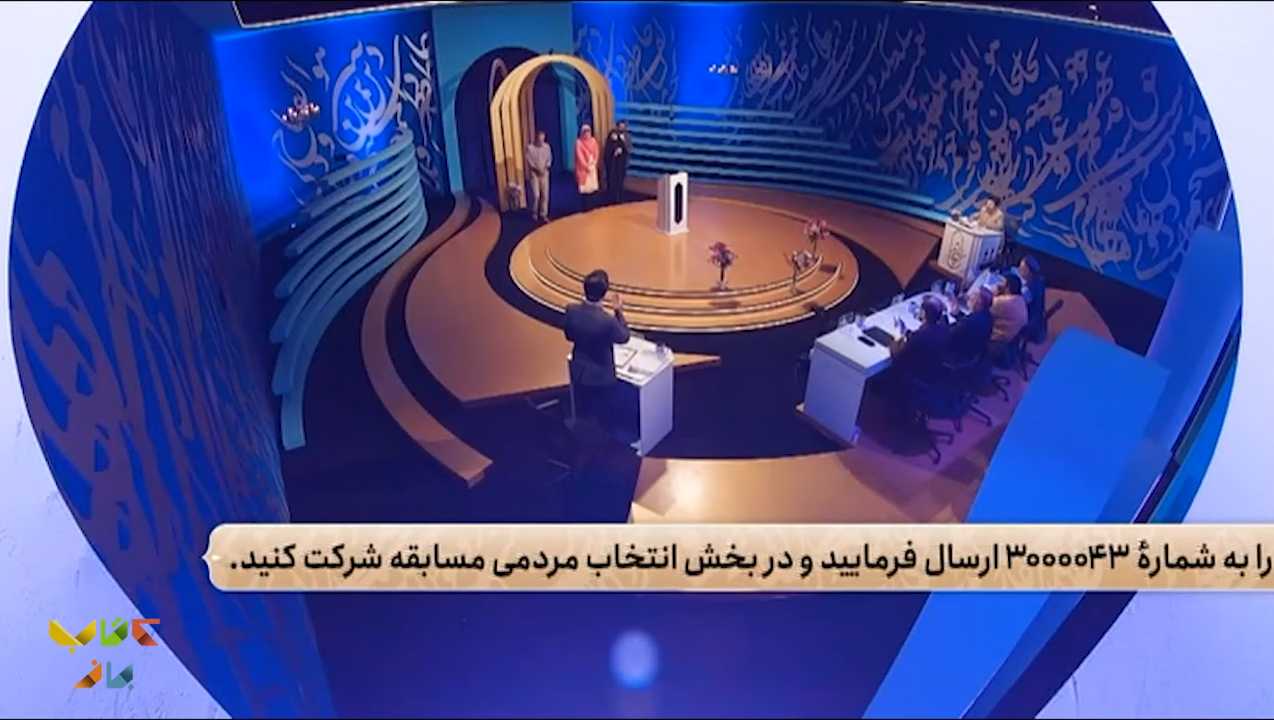 را به شمارهٔ ۳۰۰۰۰۴۳ ارسال فرمایید و در بخش انتخاب مردمی مسابقه شرکت کنید.
کتاب
باز